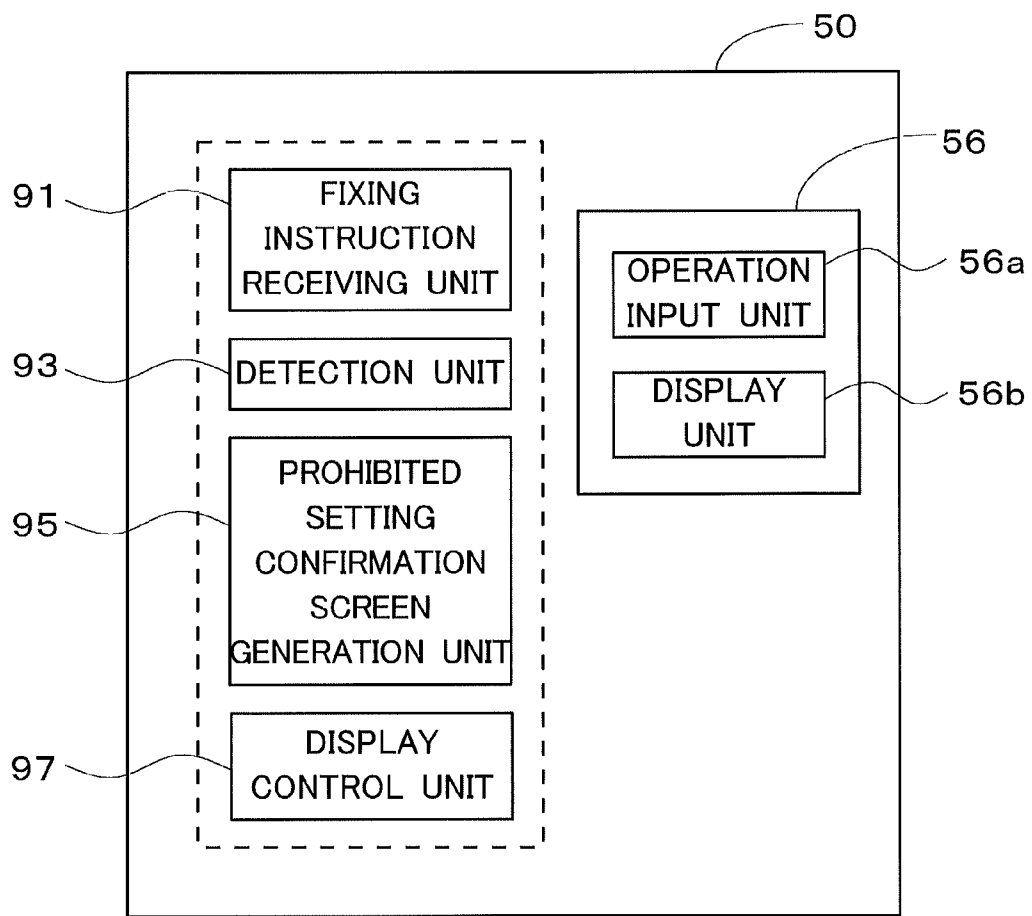 50
91
FIXING
INSTRUCTION
RECEIVING UNIT
93
DETECTION UNIT
95
PROHIBITED
SETTING
CONFIRMATION
SCREEN
GENERATION UNIT
97
DISPLAY
CONTROL UNIT
56
OPERATION
INPUT UNIT
56a
DISPLAY
UNIT
56b